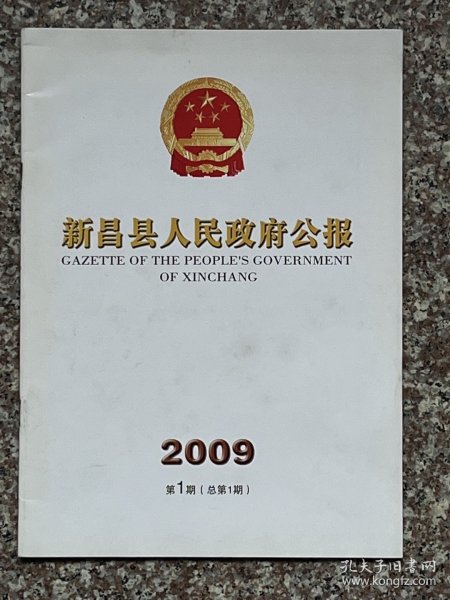 新昌县人民政府公报
GAZETTE OF THE PEOPLE'S GOVERNMENT
OF XINCHANG
2009
第1期（总第1期）
孔夫子旧书网
www.kongfz.com